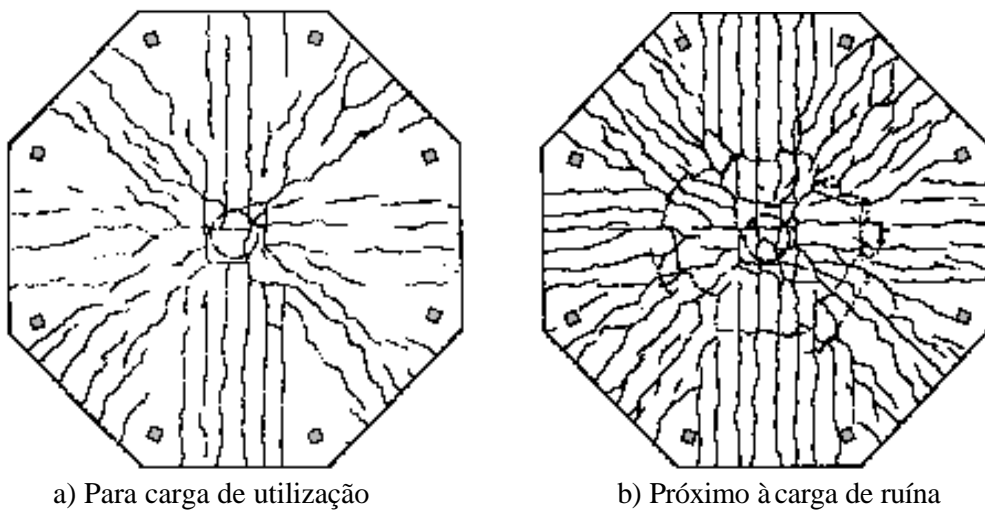 a) Para carga de utilização
b) Próximo à carga de ruína